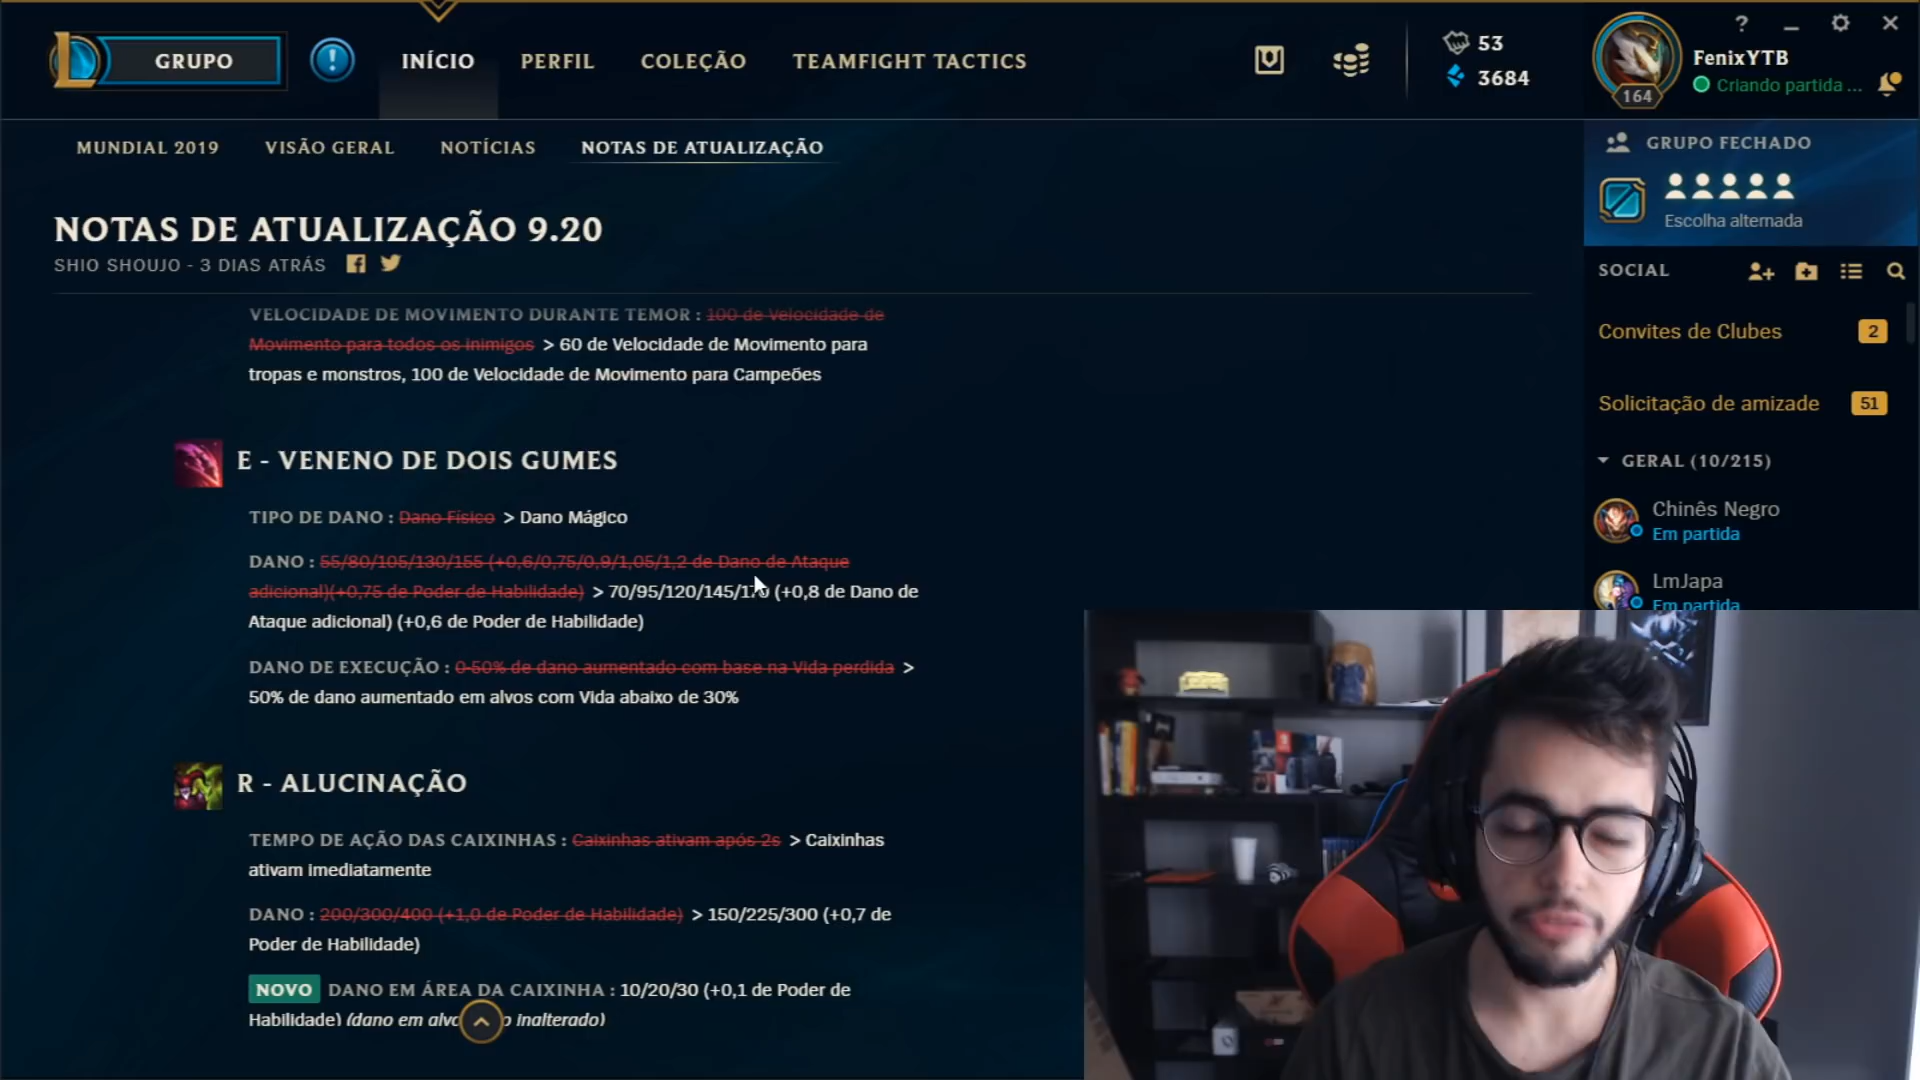 GRUPO
INÍCIO
PERFIL
COLEÇÃO
TEAMFIGHT TACTICS
53
3684
164
FenixYTB
Criando partida ...
MUNDIAL 2019
VISÃO GERAL
NOTÍCIAS
NOTAS DE ATUALIZAÇÃO
GRUPO FECHADO
Escolha alternada
NOTAS DE ATUALIZAÇÃO 9.20
SHIO SHOUJO - 3 DIAS ATRÁS
SOCIAL
Convites de Clubes
2
Solicitação de amizade
51
GERAL (10/215)
Chinês Negro
Em partida
LmJapa
Em partida
VELOCIDADE DE MOVIMENTO DURANTE TEMOR : 100 de Velocidade de
Movimento para todos os inimigos > 60 de Velocidade de Movimento para
tropas e monstros, 100 de Velocidade de Movimento para Campeões
E - VENENO DE DOIS GUMES
TIPO DE DANO : Dano Físico > Dano Mágico
DANO : 55/80/105/130/155 (+0,6/0,75/0,9/1,05/1,2 de Dano de Ataque
adicional)(+0,75 de Poder de Habilidade) > 70/95/120/145/170 (+0,8 de Dano de
Ataque adicional) (+0,6 de Poder de Habilidade)
DANO DE EXECUÇÃO : 0-50% de dano aumentado com base na Vida perdida >
50% de dano aumentado em alvos com Vida abaixo de 30%
R - ALUCINAÇÃO
TEMPO DE AÇÃO DAS CAIXINHAS : Caixinhas ativam após 2s > Caixinhas
ativam imediatamente
DANO : 200/300/400 (+1,0 de Poder de Habilidade) > 150/225/300 (+0,7 de
Poder de Habilidade)
NOVO DANO EM ÁREA DA CAIXINHA : 10/20/30 (+0,1 de Poder de
Habilidade) (dano em inalterado)